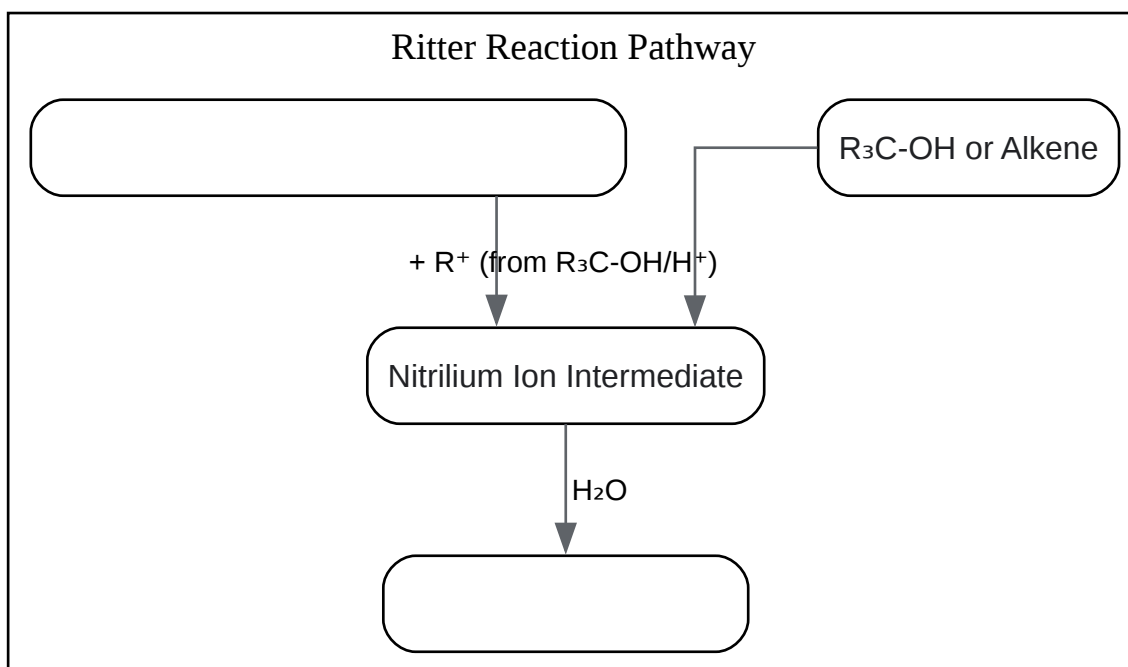 Ritter Reaction Pathway
R₃C-OH or Alkene
+ R⁺ (from R₃C-OH/H⁺)
Nitrilium Ion Intermediate
H₂O